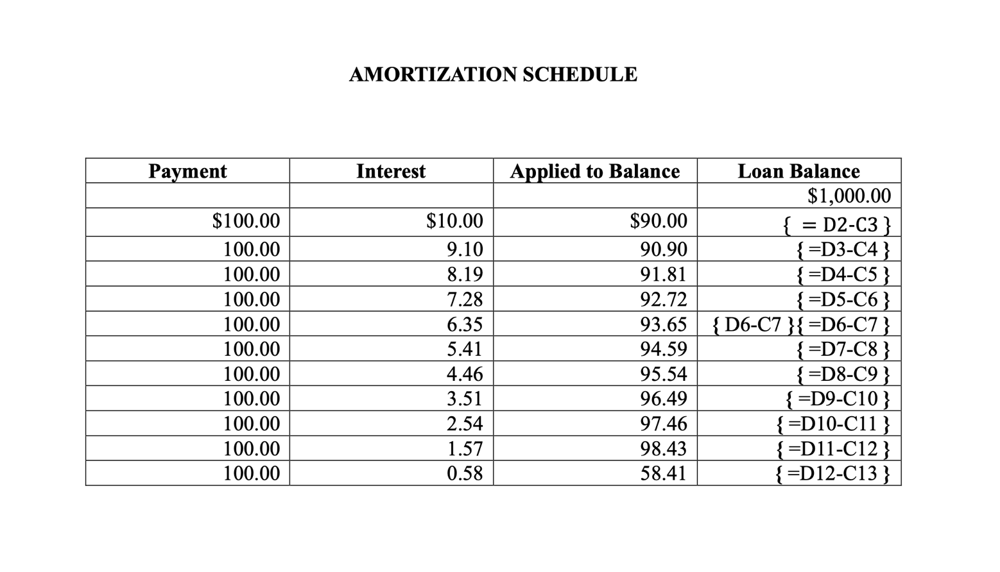 AMORTIZATION SCHEDULE
Payment Interest Applied to Balance Loan Balance
$1,000.00
$100.00 $10.00 $90.00 { = D2-C3 }
100.00 9.10 90.90 { =D3-C4 }
100.00 8.19 91.81 { =D4-C5 }
100.00 7.28 92.72 { =D5-C6 }
100.00 6.35 93.65 { D6-C7 }{ =D6-C7 }
100.00 5.41 94.59 { =D7-C8 }
100.00 4.46 95.54 { =D8-C9 }
100.00 3.51 96.49 { =D9-C10 }
100.00 2.54 97.46 { =D10-C11 }
100.00 1.57 98.43 { =D11-C12 }
100.00 0.58 58.41 { =D12-C13 }